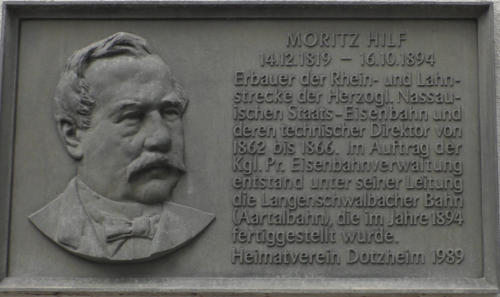 MORITZ HILF
14.12.1819 – 16.10.1894
Erbauer der Rhein- und Lahn-
strecke der Herzogl. Nassau-
ischen Staats-Eisenbahn und
deren technischer Direktor von
1862 bis 1866. Im Auftrag der
Kgl. Pr. Eisenbahnverwaltung
entstand unter seiner Leitung
die Langenschwalbacher Bahn
(Aartalbahn), die im Jahre 1894
fertiggestellt wurde.
Heimatverein Dotzheim 1989